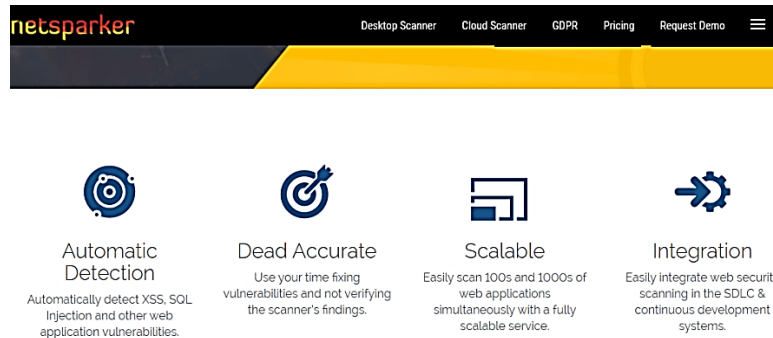 netsparker
Desktop Scanner Cloud Scanner GDPR Pricing Request Demo
Automatic
Detection
Automatically detect XSS, SQL
Injection and other web
application vulnerabilities.
Dead Accurate
Use your time fixing
vulnerabilities and not verifying
the scanner's findings.
Scalable
Easily scan 100s and 1000s of
web applications
simultaneously with a fully
scalable service.
Integration
Easily integrate web securit
scanning in the SDLC &
continuous development
systems.